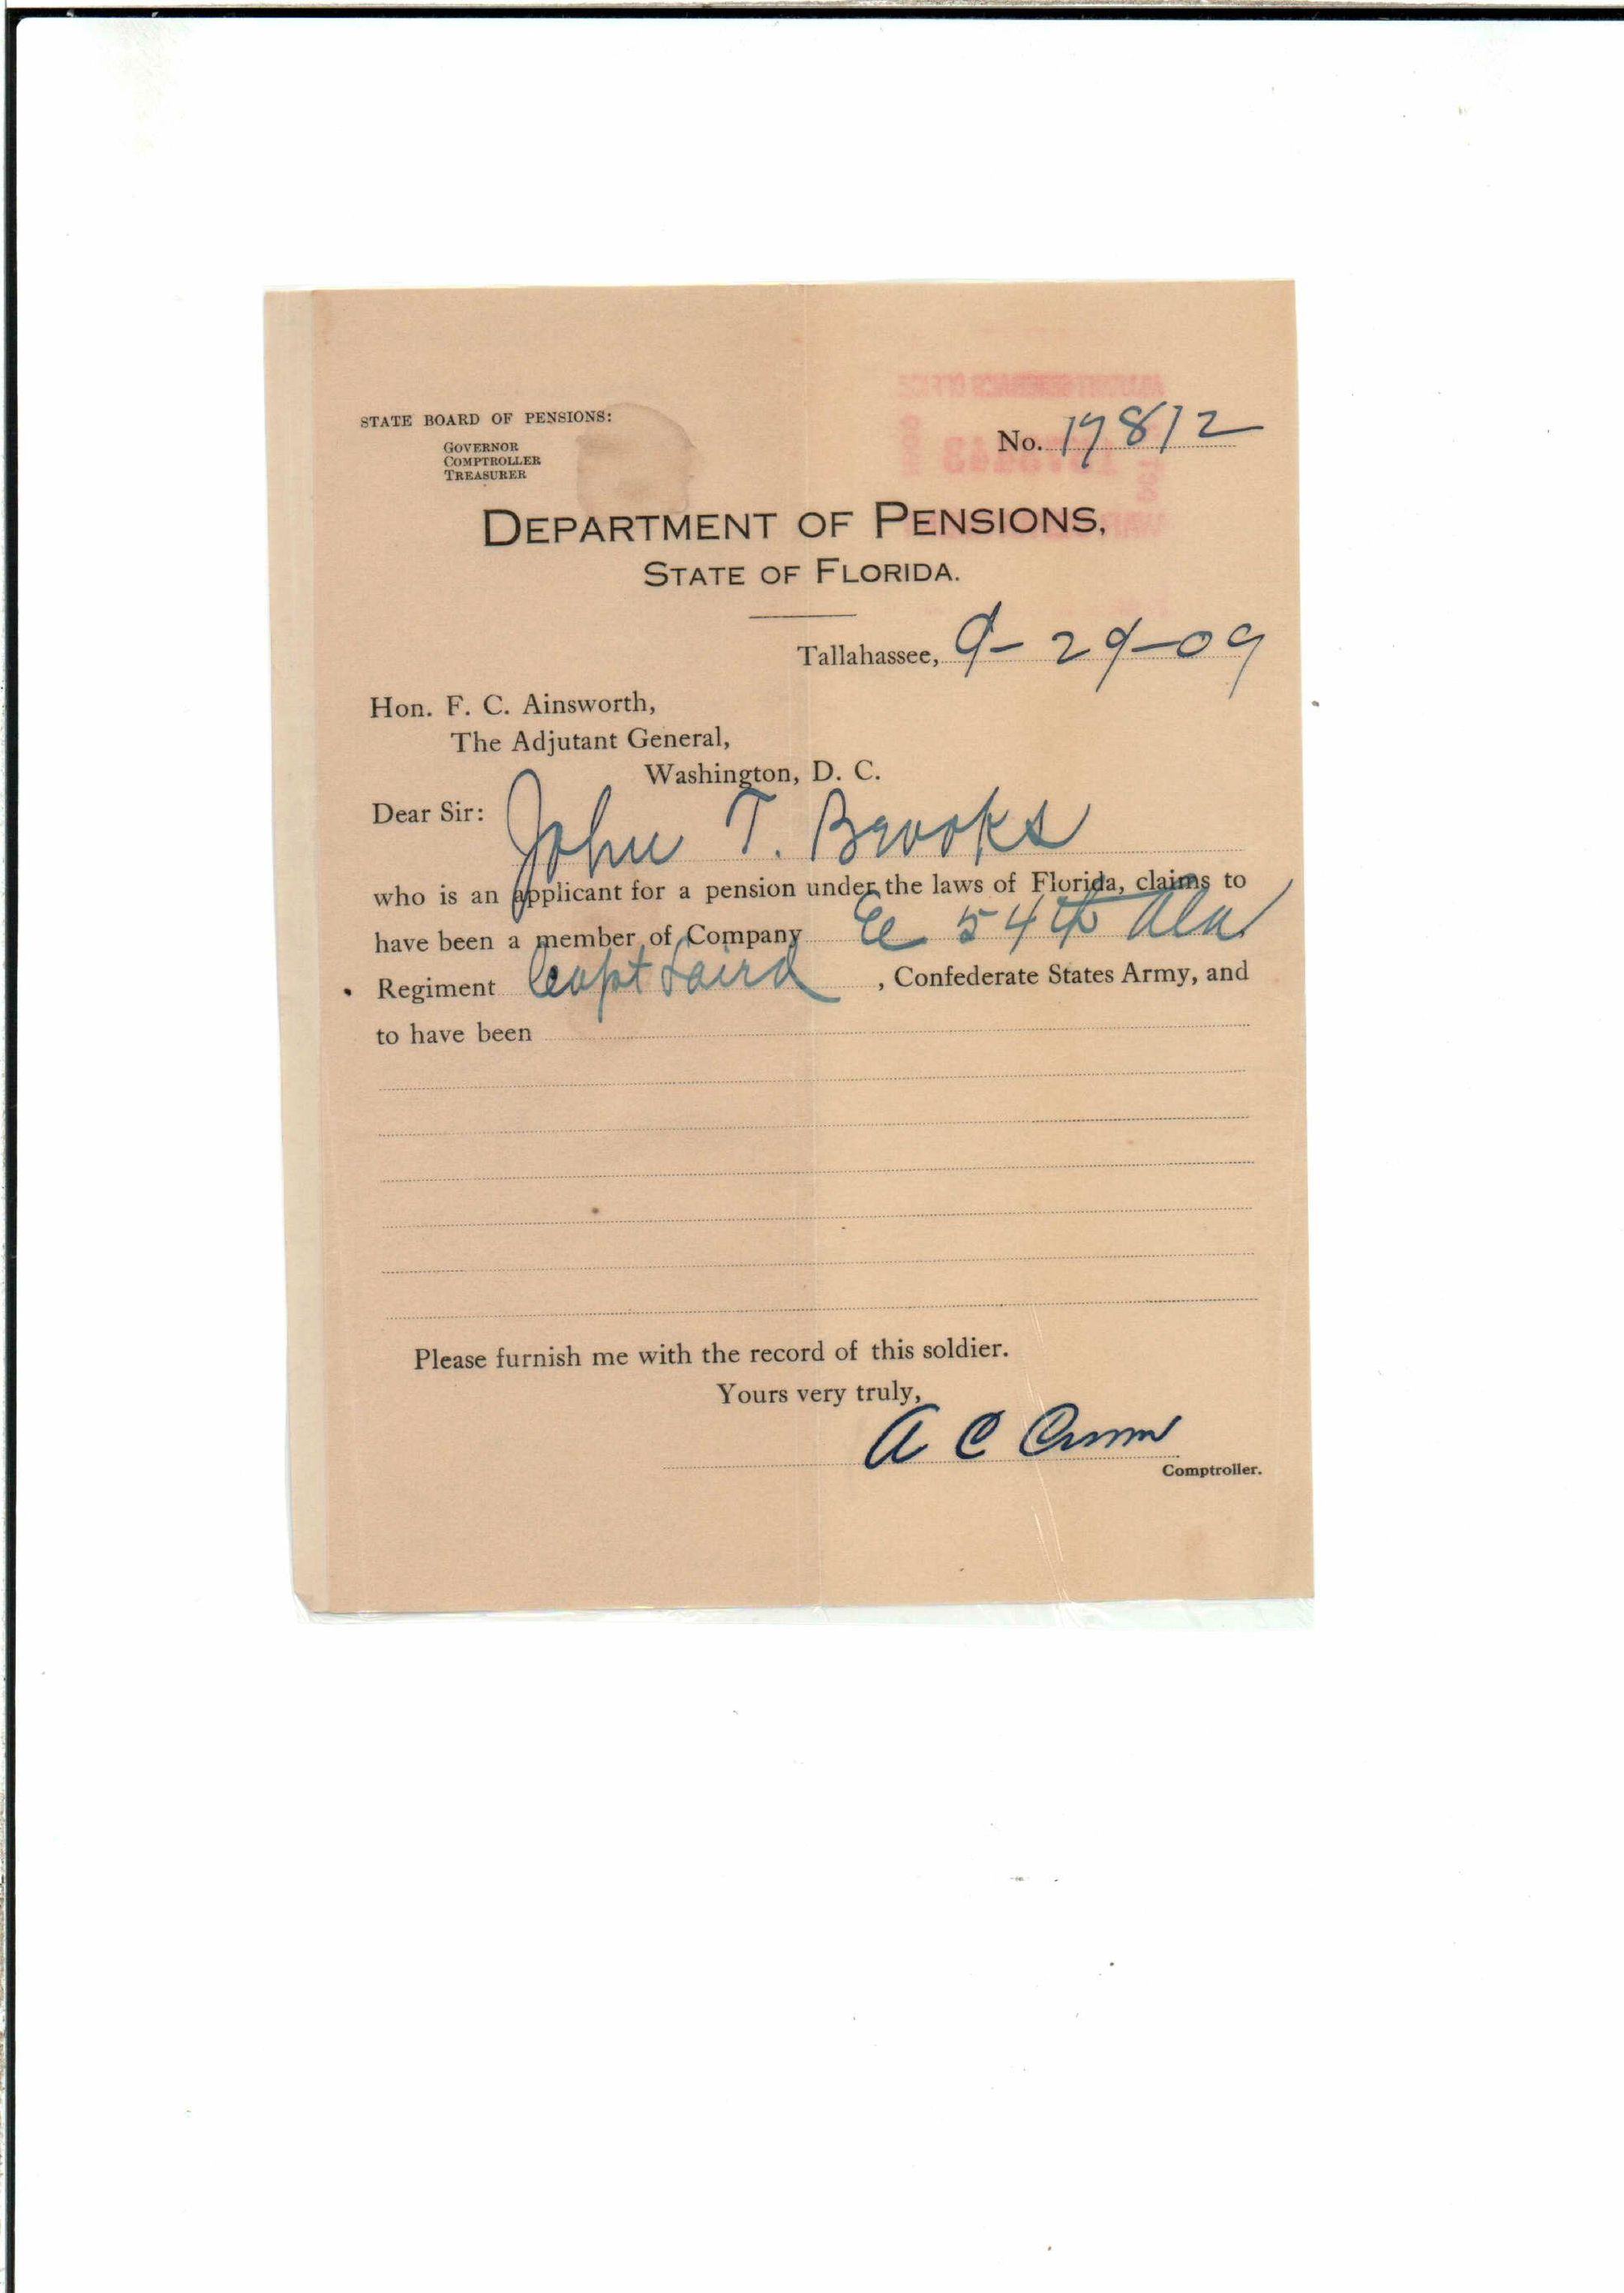 STATE BOARD OF PENSIONS:
GOVERNOR
COMPTROLLER
TREASURER
No. 19812
DEPARTMENT OF PENSIONS,
STATE OF FLORIDA.
Tallahassee, 9-29-09
Hon. F. C. Ainsworth,
The Adjutant General,
Washington, D. C.
Dear Sir:
John T. Brooks
who is an applicant for a pension under the laws of Florida, claims to
have been a member of Company E 54th Ala
Regiment Capt Laird, Confederate States Army, and
to have been
Please furnish me with the record of this soldier.
Yours very truly,
A C Croom
Comptroller.